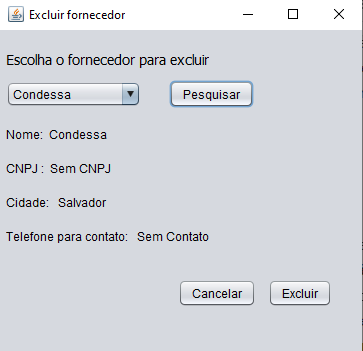 Excluir fornecedor
Escolha o fornecedor para excluir
Condessa Pesquisar
Nome: Condessa
CNPJ : Sem CNPJ
Cidade: Salvador
Telefone para contato: Sem Contato
Cancelar Excluir